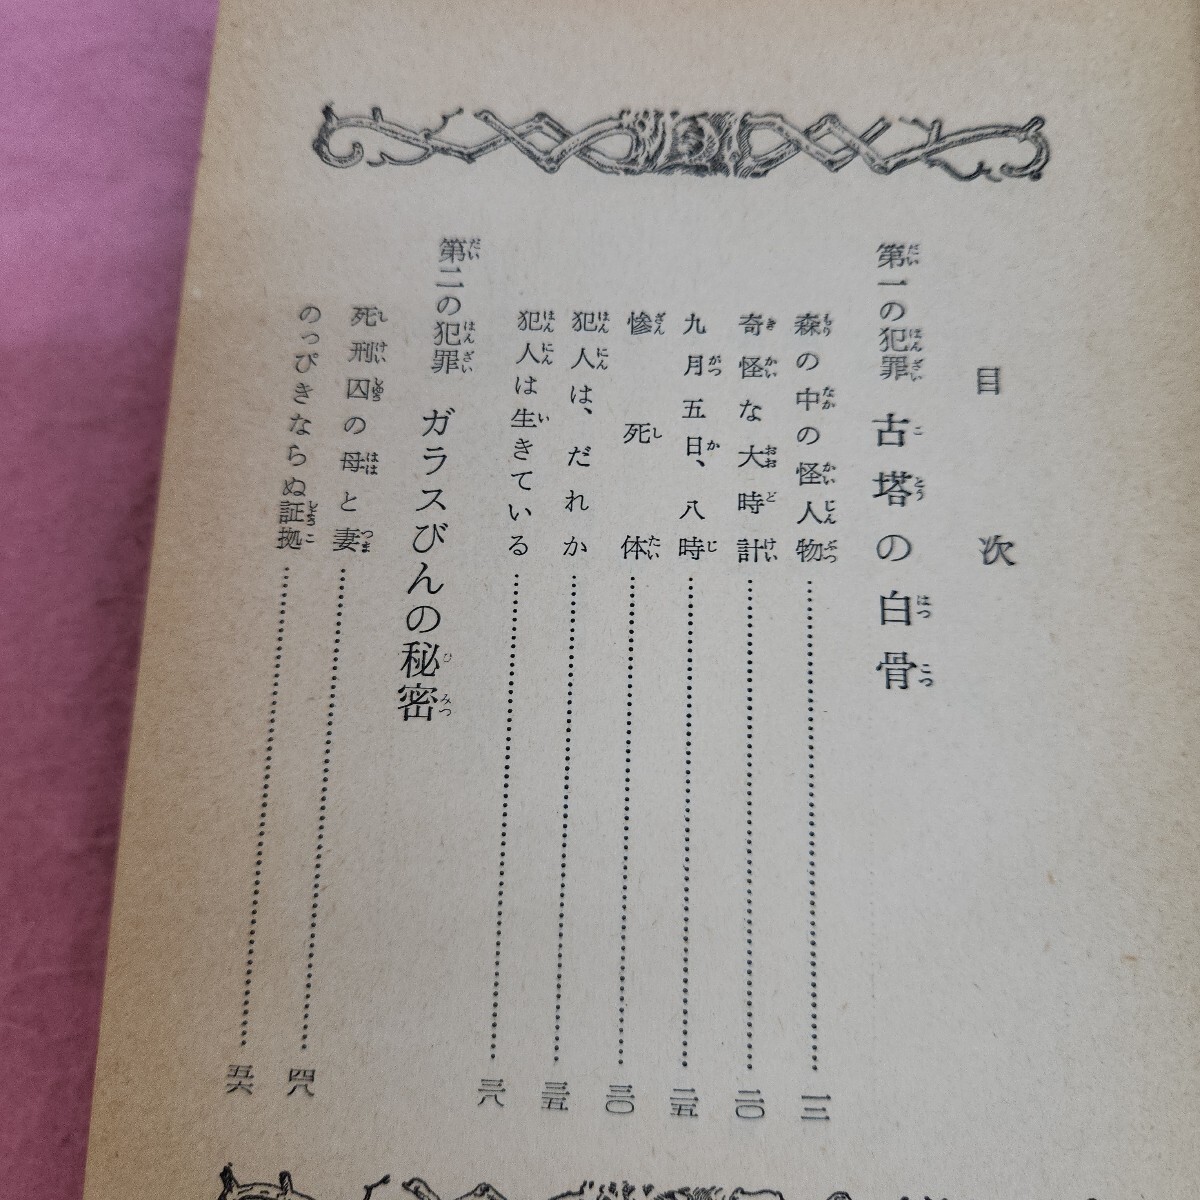 目次
第一の犯罪 古塔の白骨
森の中の怪人物……一三
奇怪な大時計……二〇
九月五日、八時……二五
惨死体……三〇
犯人は、だれか……三五
犯人は生きている……三八
第二の犯罪 ガラスびんの秘密
死刑囚の母と妻……四八
のっぴきならぬ証拠……五六